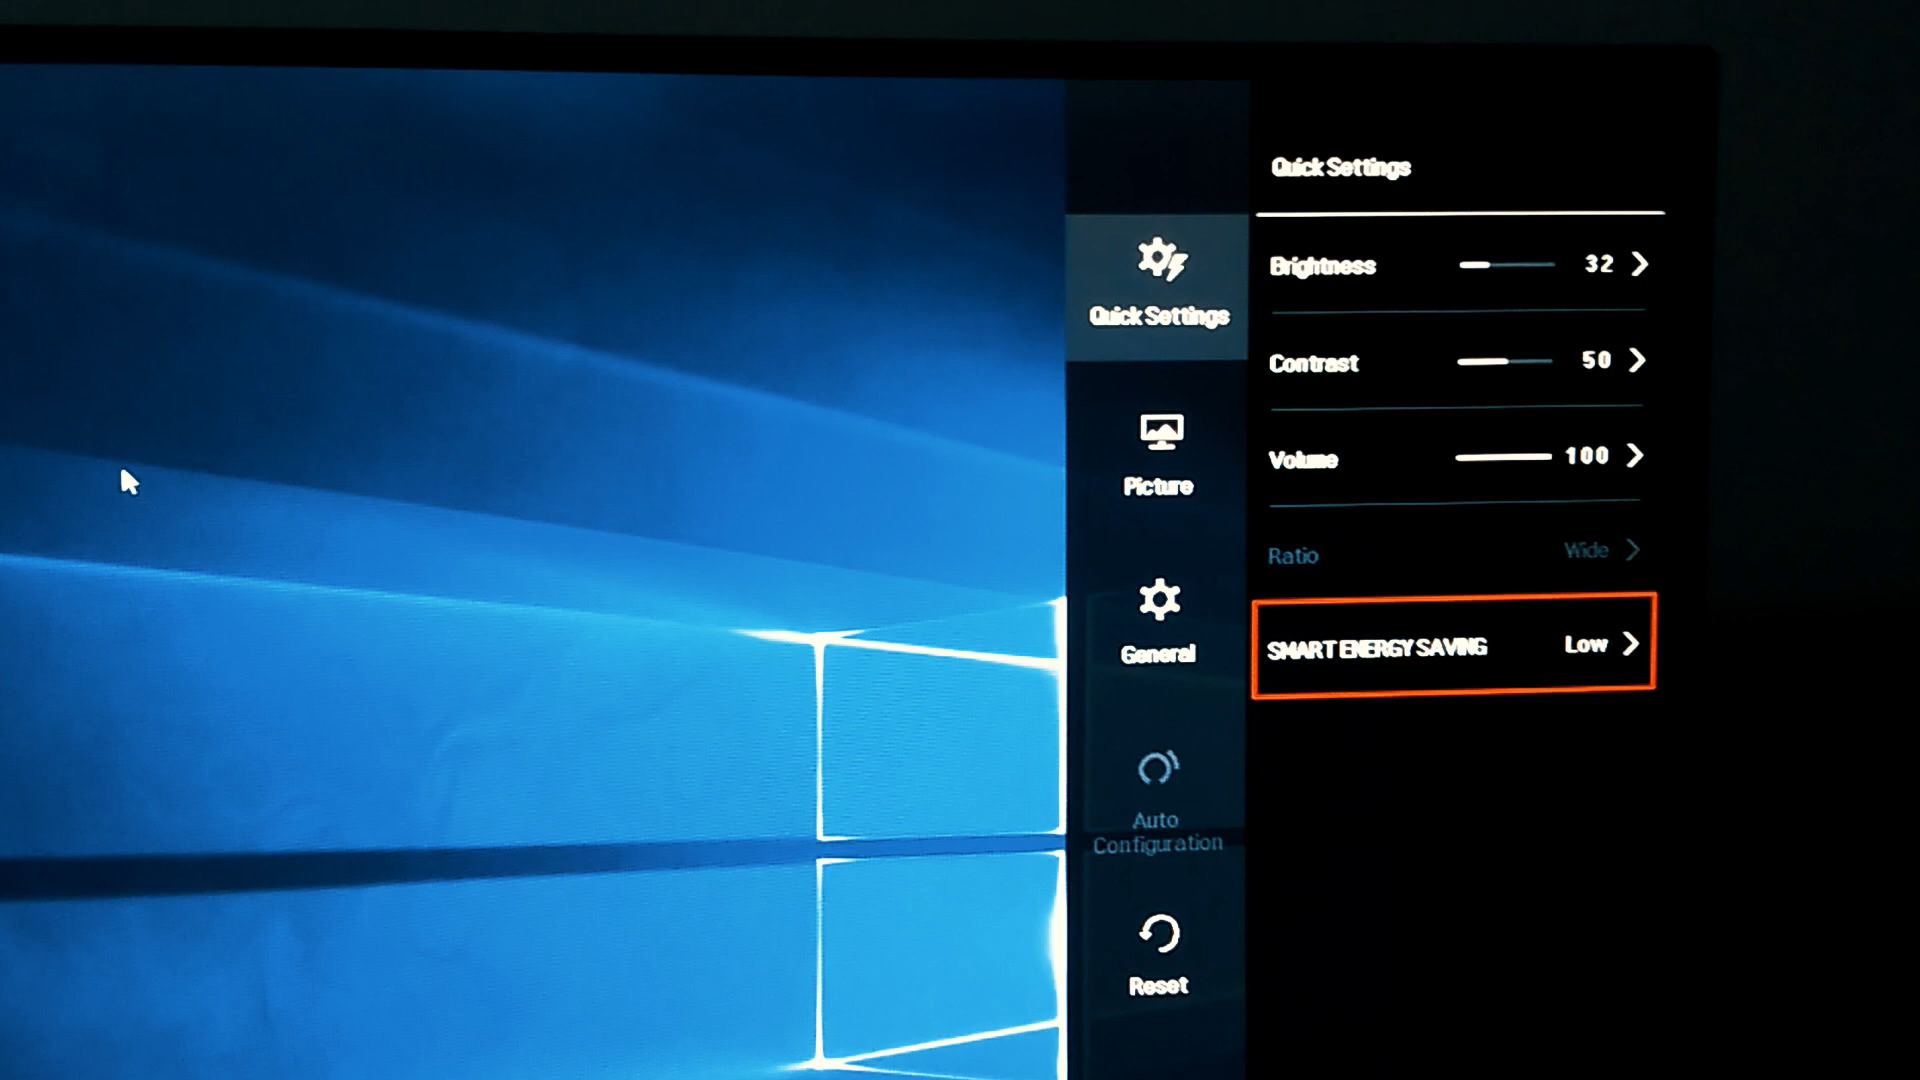 Quick Settings
Quick Settings
Brightness 32
Contrast 50
Volume 100
Picture
Ratio Wide
General
SMART ENERGY SAVING Low
Auto
Configuration
Reset